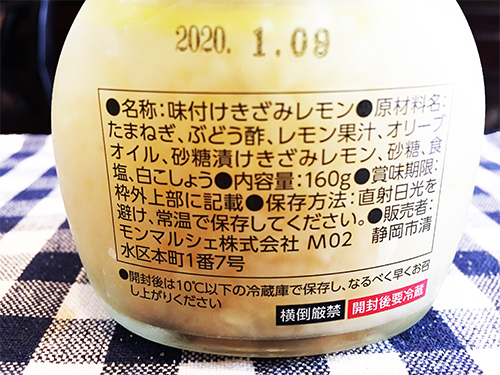 2020. 1.09
●名称：味付けきざみレモン●原材料名：
たまねぎ、ぶどう酢、レモン果汁、オリーブ
オイル、砂糖漬けきざみレモン、砂糖、食
塩、白こしょう●内容量：160g●賞味期限：
枠外上部に記載●保存方法：直射日光を
避け、常温で保存してください。●販売者：
モンマルシェ株式会社 M02 静岡市清
水区本町1番7号
●開封後は10℃以下の冷蔵庫で保存し、なるべく早くお召
し上がりください
横倒厳禁 開封後要冷蔵